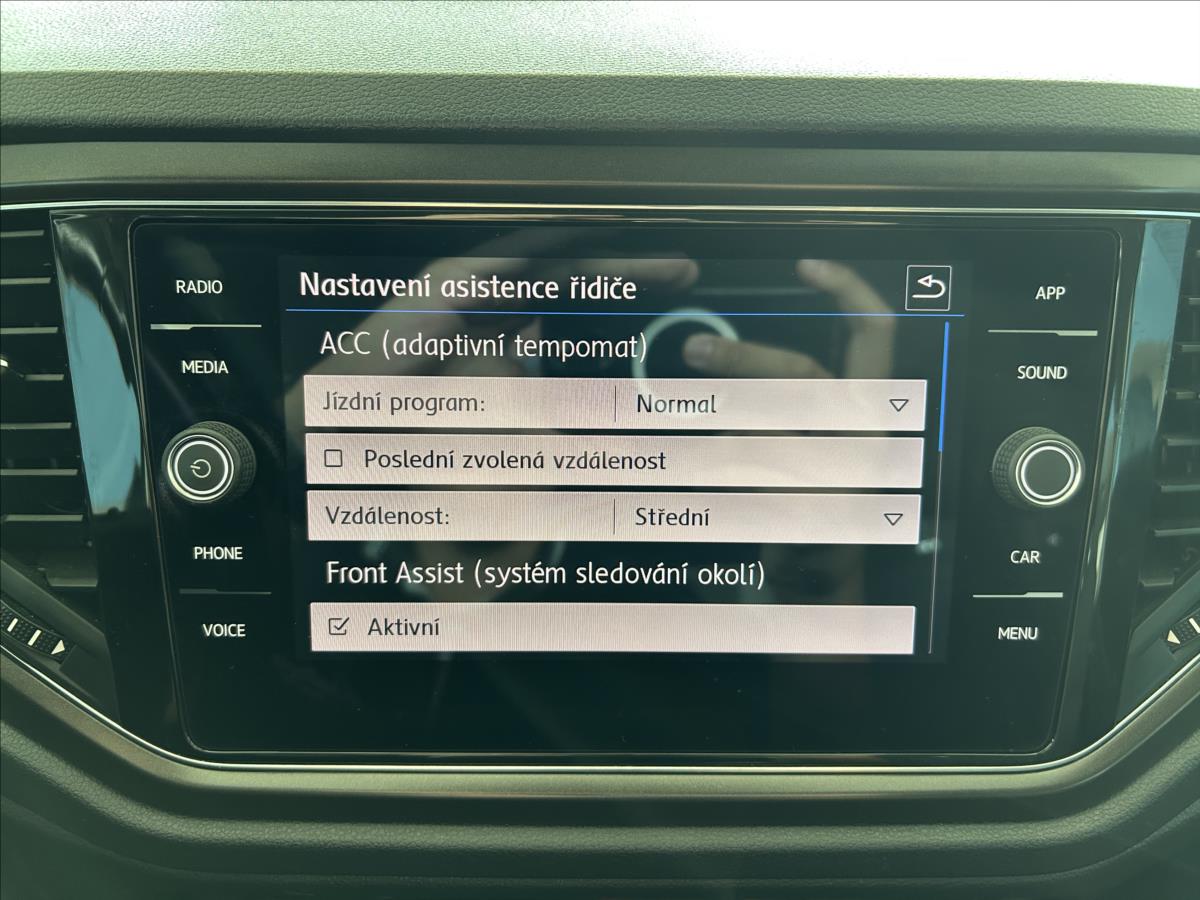 RADIO
MEDIA
PHONE
VOICE
Nastavení asistence řidiče
ACC (adaptivní tempomat)
Jízdní program: Normal
Poslední zvolená vzdálenost
Vzdálenost: Střední
Front Assist (systém sledování okolí)
Aktivní
APP
SOUND
CAR
MENU